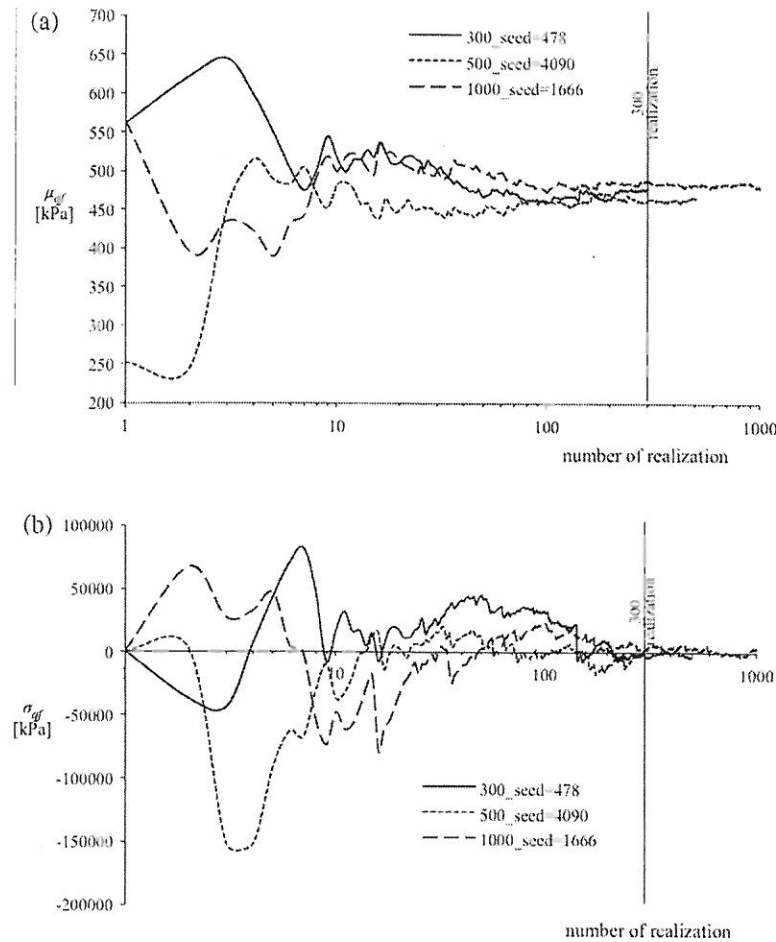 (a)
700
650
600
550
500
450
400
350
300
250
200
μqf
[kPa]
300_seed=478
500_seed=4090
1000_seed=1666
300
realization
1
10
100
1000
number of realization
(b)
100000
50000
0
-50000
-100000
-150000
-200000
σqf
[kPa]
300
realization
10
100
1000
300_seed=478
500_seed=4090
1000_seed=1666
number of realization